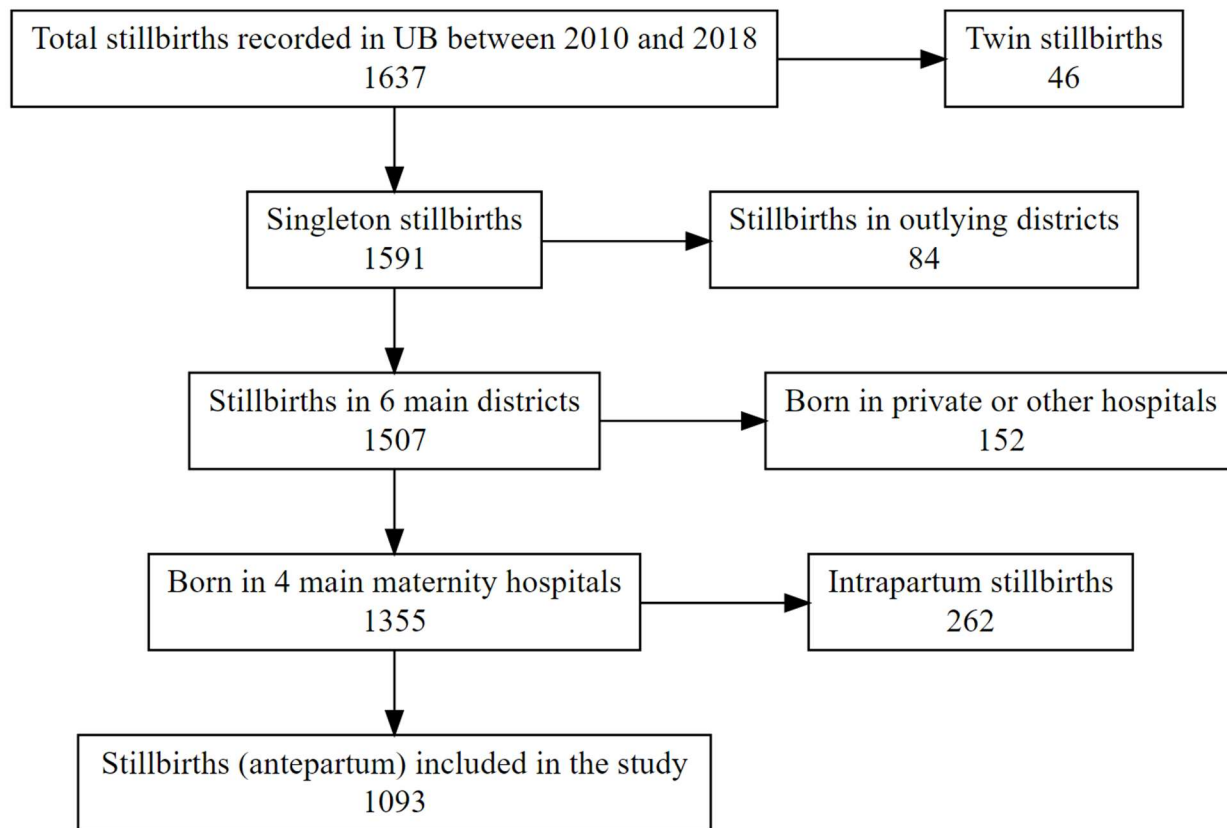 Total stillbirths recorded in UB between 2010 and 2018
1637
Twin stillbirths
46
Singleton stillbirths
1591
Stillbirths in outlying districts
84
Stillbirths in 6 main districts
1507
Born in private or other hospitals
152
Born in 4 main maternity hospitals
1355
Intrapartum stillbirths
262
Stillbirths (antepartum) included in the study
1093